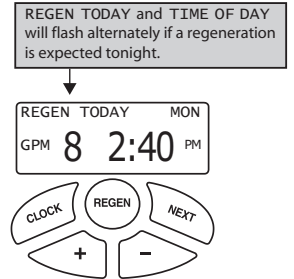 REGEN TODAY and TIME OF DAY
will flash alternately if a regeneration
is expected tonight.
REGEN TODAY MON
GPM 8 2:40 PM
CLOCK REGEN NEXT
+ -